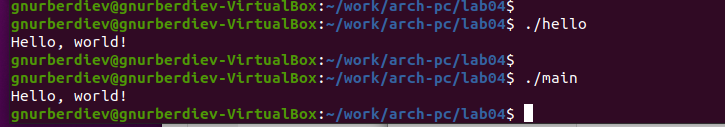 gnurberdiev@gnurberdiev-VirtualBox:~/work/arch-pc/lab04$
gnurberdiev@gnurberdiev-VirtualBox:~/work/arch-pc/lab04$ ./hello
Hello, world!
gnurberdiev@gnurberdiev-VirtualBox:~/work/arch-pc/lab04$
gnurberdiev@gnurberdiev-VirtualBox:~/work/arch-pc/lab04$ ./main
Hello, world!
gnurberdiev@gnurberdiev-VirtualBox:~/work/arch-pc/lab04$